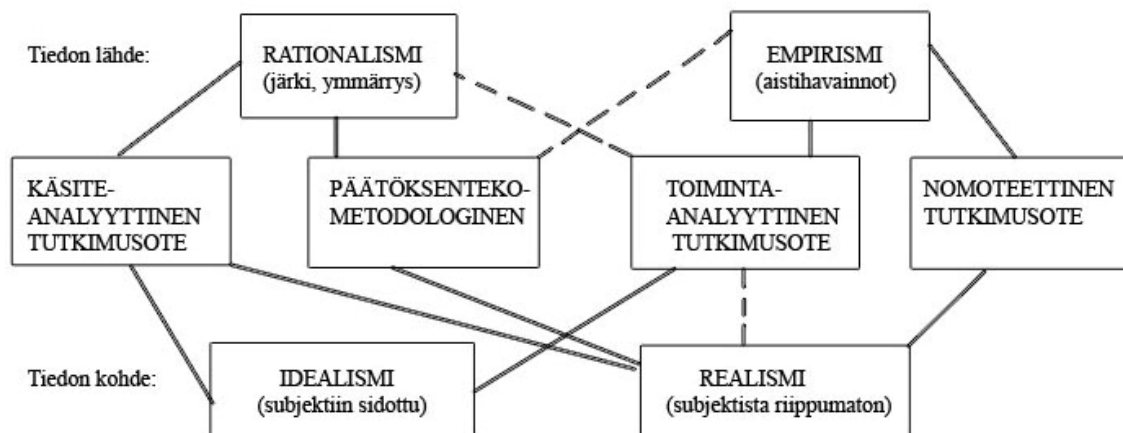 Tiedon lähde:
RATIONALISMI
(järki, ymmärrys)
EMPIRISMI
(aistihavainnot)
KÄSITE-
ANALYYTTINEN
TUTKIMUSOTE
PÄÄTÖKSENTEKO-
METODOLOGINEN
TOIMINTA-
ANALYYTTINEN
TUTKIMUSOTE
NOMOTEETTINEN
TUTKIMUSOTE
Tiedon kohde:
IDEALISMI
(subjektiin sidottu)
REALISMI
(subjektista riippumaton)